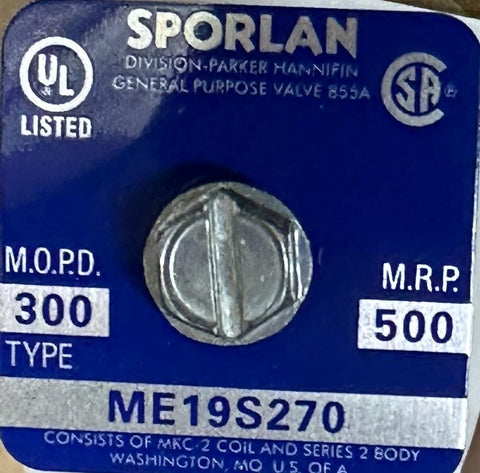 SPORLAN
DIVISION-PARKER HANNIFIN
GENERAL PURPOSE VALVE 855A
UL
LISTED
CSA
M.O.P.D.
300
M.R.P.
500
TYPE
ME19S270
CONSISTS OF MKC-2 COIL AND SERIES 2 BODY
WASHINGTON, MO U.S. OF A